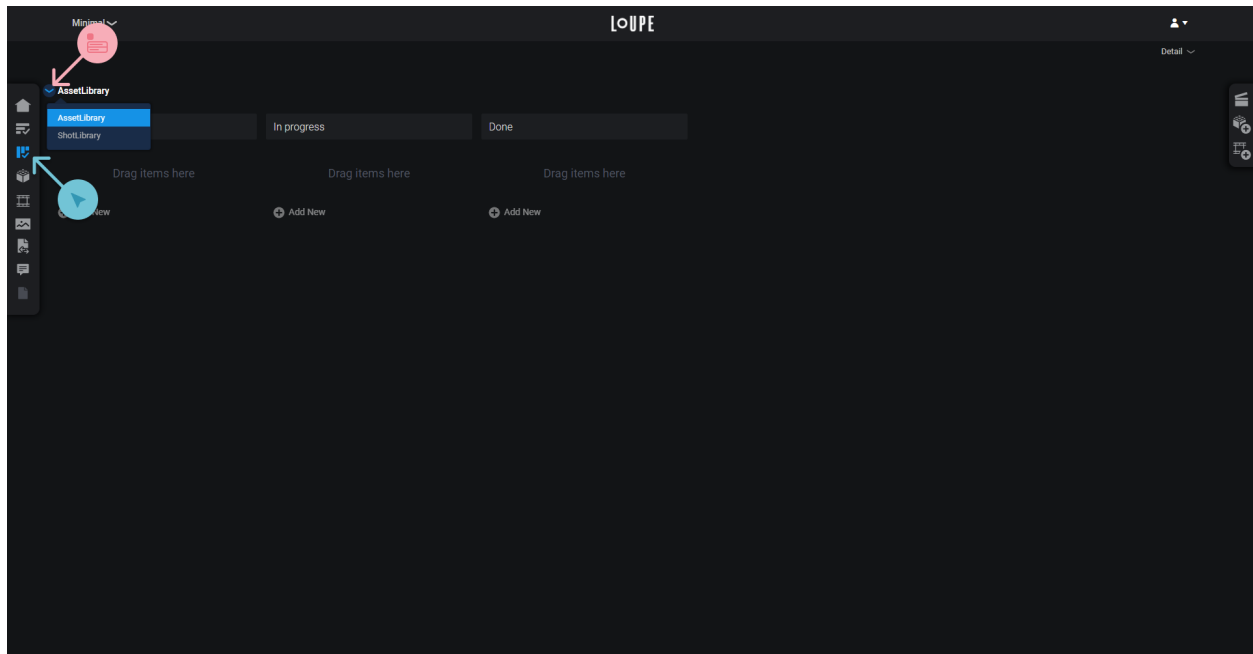 Minimal
LOUPE
Detail
AssetLibrary
AssetLibrary
ShotLibrary
In progress
Done
Drag items here
Drag items here
Drag items here
New
Add New
Add New